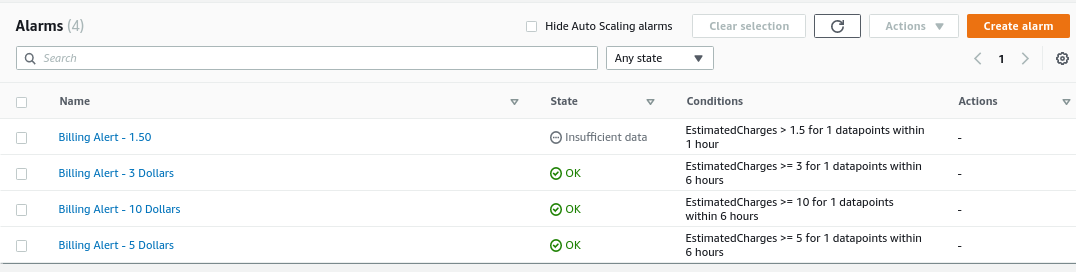 Alarms (4)
Hide Auto Scaling alarms
Clear selection
Actions
Create alarm
Search
Any state
1
Name State Conditions Actions
Billing Alert - 1.50 Insufficient data EstimatedCharges > 1.5 for 1 datapoints within -
1 hour
Billing Alert - 3 Dollars OK EstimatedCharges >= 3 for 1 datapoints within -
6 hours
Billing Alert - 10 Dollars OK EstimatedCharges >= 10 for 1 datapoints -
within 6 hours
Billing Alert - 5 Dollars OK EstimatedCharges >= 5 for 1 datapoints within -
6 hours